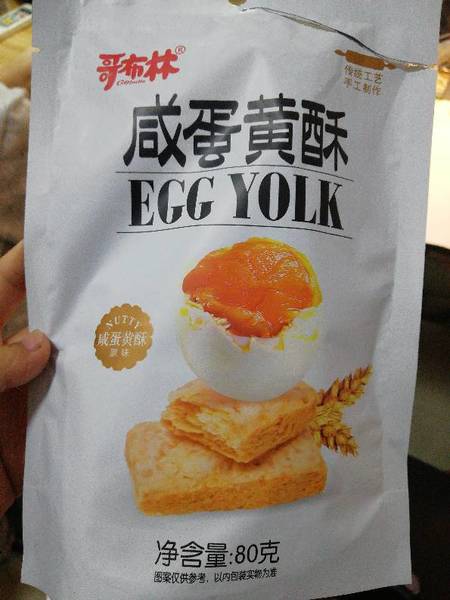 哥布林®
传统工艺
手工制作
咸蛋黄酥
EGG YOLK
NUTTY
咸蛋黄酥
原味
净含量:80克
图案仅供参考，以内包装实物为准